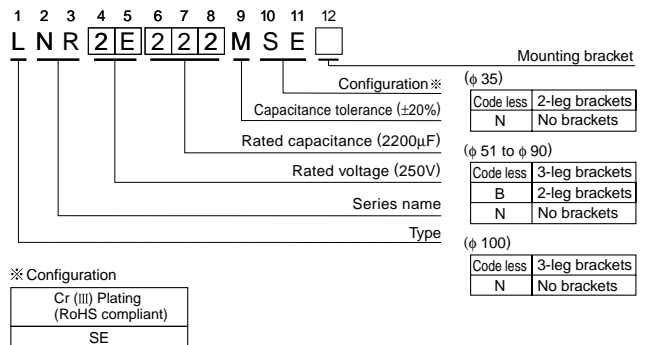 1 2 3 4 5 6 7 8 9 10 11 12
L N R 2 E 2 2 2 M S E
Mounting bracket
Configuration※
Capacitance tolerance (±20%)
Rated capacitance (2200μF)
Rated voltage (250V)
Series name
Type
(ϕ 35)
Code less 2-leg brackets
N No brackets
(ϕ 51 to ϕ 90)
Code less 3-leg brackets
B 2-leg brackets
N No brackets
(ϕ 100)
Code less 3-leg brackets
N No brackets
※ Configuration
Cr (III) Plating
(RoHS compliant)
SE